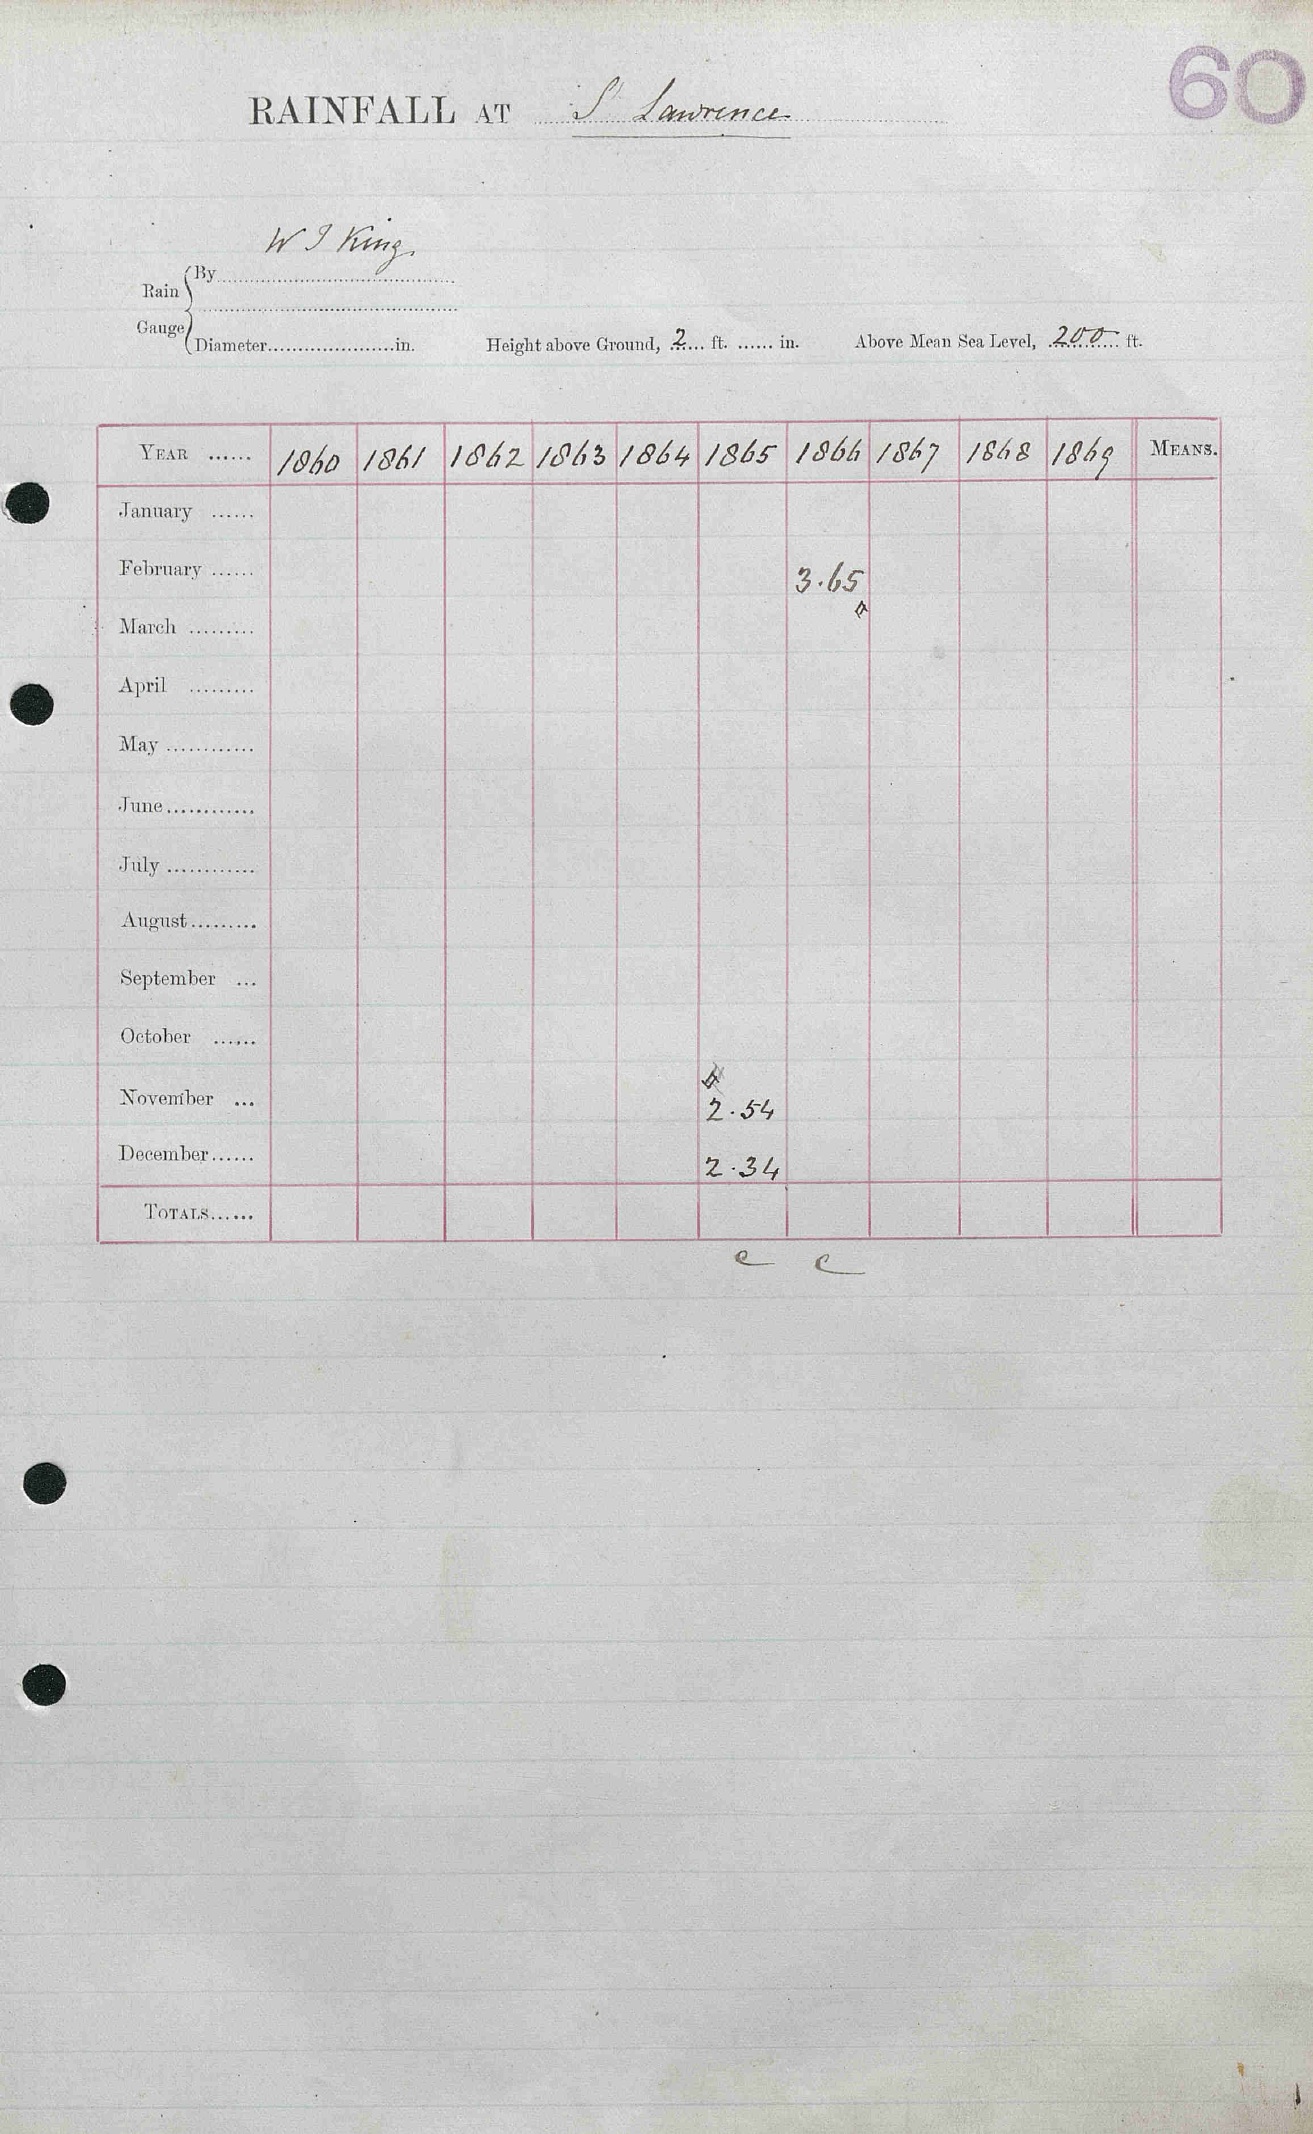 60
RAINFALL AT St Lawrence
W J King
Rain Gauge { By
Diameter in. Height above Ground, 2 ft. in. Above Mean Sea Level, 200 ft.
YEAR 1860 1861 1862 1863 1864 1865 1866 1867 1868 1869 MEANS.
January
February 3.65
March
April
May
June
July
August
September
October
November 2.54
December 2.34
TOTALS
c c